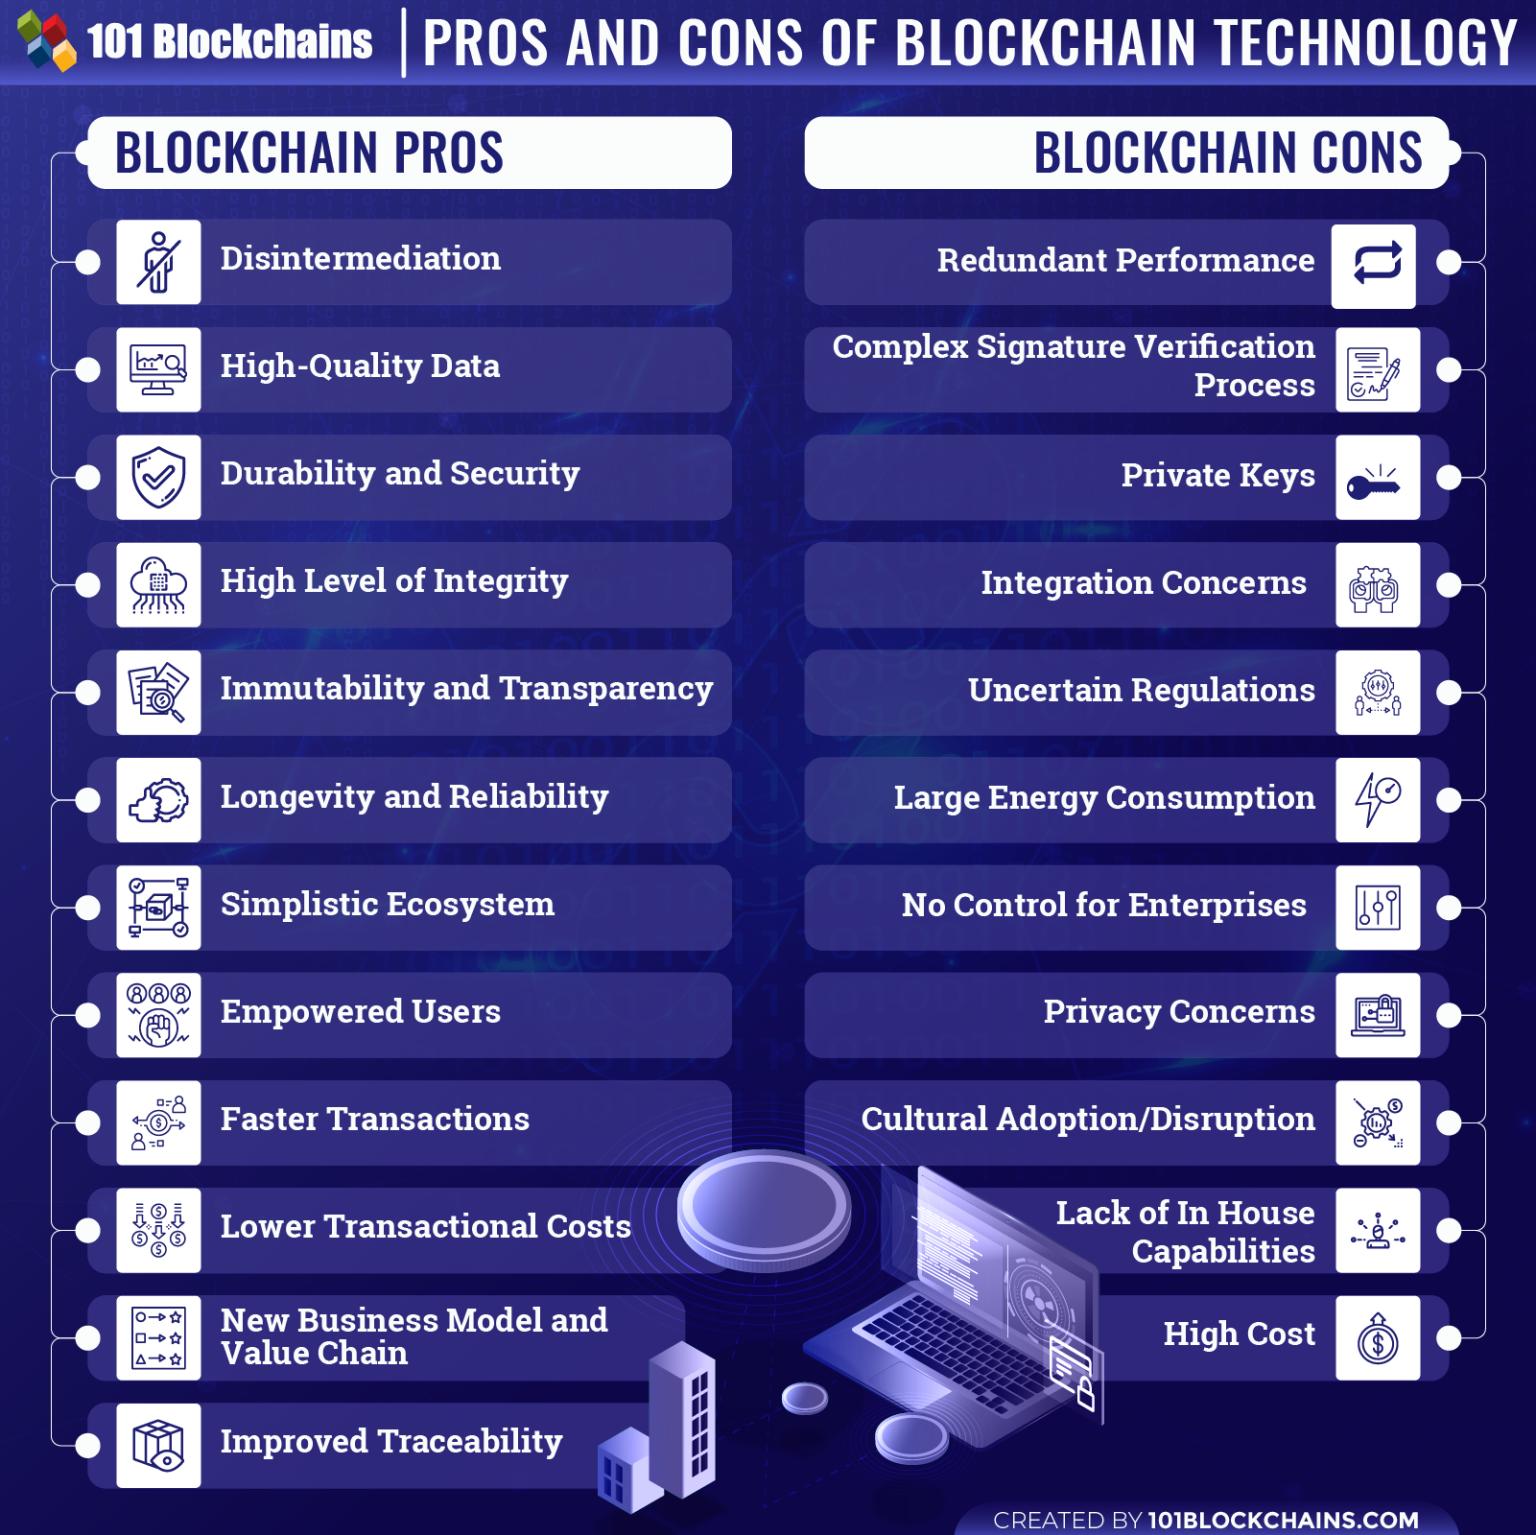 101 Blockchains
PROS AND CONS OF BLOCKCHAIN TECHNOLOGY
BLOCKCHAIN PROS
Disintermediation
High-Quality Data
Durability and Security
High Level of Integrity
Immutability and Transparency
Longevity and Reliability
Simplistic Ecosystem
Empowered Users
Faster Transactions
Lower Transactional Costs
New Business Model and
Value Chain
Improved Traceability
BLOCKCHAIN CONS
Redundant Performance
Complex Signature Verification
Process
Private Keys
Integration Concerns
Uncertain Regulations
Large Energy Consumption
No Control for Enterprises
Privacy Concerns
Cultural Adoption/Disruption
Lack of In House
Capabilities
High Cost
CREATED BY 101BLOCKCHAINS.COM